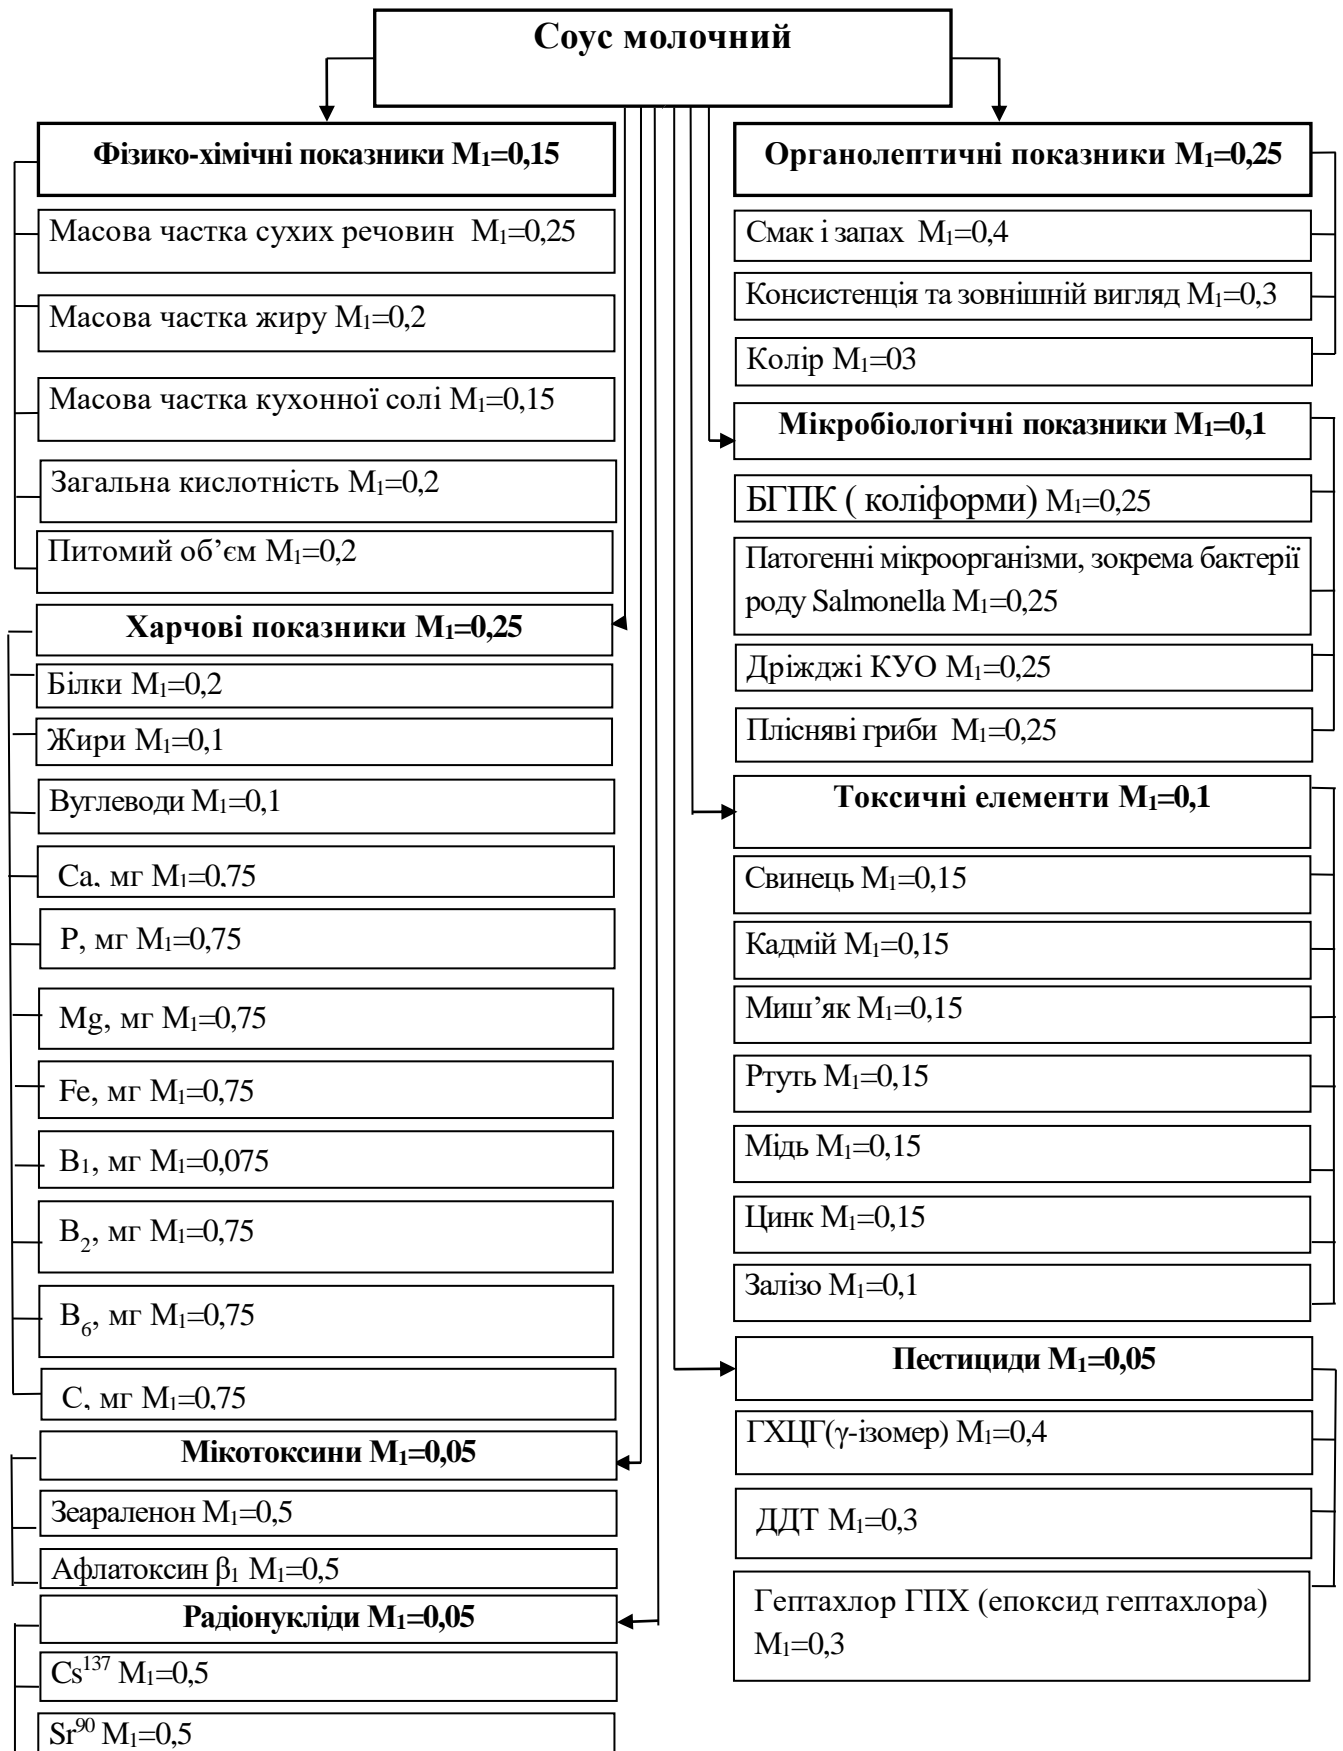 Соус молочний
Фізико-хімічні показники М₁=0,15
Масова частка сухих речовин М₁=0,25
Масова частка жиру М₁=0,2
Масова частка кухонної солі М₁=0,15
Загальна кислотність М₁=0,2
Питомий об’єм М₁=0,2
Харчові показники М₁=0,25
Білки М₁=0,2
Жири М₁=0,1
Вуглеводи М₁=0,1
Са, мг М₁=0,75
Р, мг М₁=0,75
Mg, мг М₁=0,75
Fe, мг М₁=0,75
В₁, мг М₁=0,075
В₂, мг М₁=0,75
В₆, мг М₁=0,75
С, мг М₁=0,75
Мікотоксини М₁=0,05
Зеараленон М₁=0,5
Афлатоксин β₁ М₁=0,5
Радіонукліди М₁=0,05
Cs¹³⁷ М₁=0,5
Sr⁹⁰ М₁=0,5
Органолептичні показники М₁=0,25
Смак і запах М₁=0,4
Консистенція та зовнішній вигляд М₁=0,3
Колір М₁=03
Мікробіологічні показники М₁=0,1
БГПК ( коліформи) М₁=0,25
Патогенні мікроорганізми, зокрема бактерії
роду Salmonella М₁=0,25
Дріжджі КУО М₁=0,25
Плісняві гриби М₁=0,25
Токсичні елементи М₁=0,1
Свинець М₁=0,15
Кадмій М₁=0,15
Миш’як М₁=0,15
Ртуть М₁=0,15
Мідь М₁=0,15
Цинк М₁=0,15
Залізо М₁=0,1
Пестициди М₁=0,05
ГХЦГ(γ-ізомер) М₁=0,4
ДДТ М₁=0,3
Гептахлор ГПХ (епоксид гептахлора)
М₁=0,3